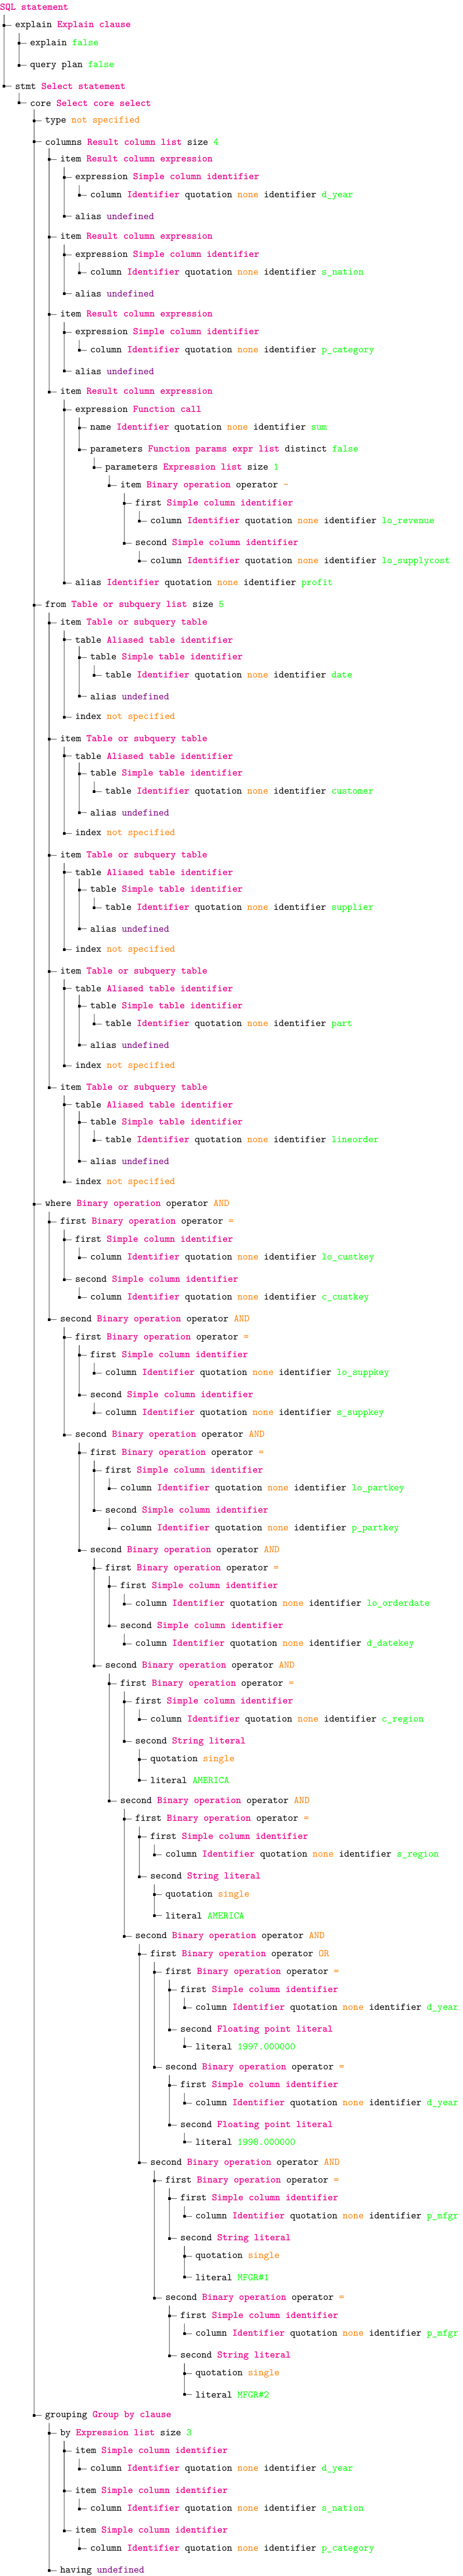 SQL statement
explain Explain clause
explain false
query plan false
stmt Select statement
core Select core select
type not specified
columns Result column list size 4
item Result column expression
expression Simple column identifier
column Identifier quotation none identifier d_year
alias undefined
item Result column expression
expression Simple column identifier
column Identifier quotation none identifier s_nation
alias undefined
item Result column expression
expression Simple column identifier
column Identifier quotation none identifier p_category
alias undefined
item Result column expression
expression Function call
name Identifier quotation none identifier sum
parameters Function params expr list distinct false
parameters Expression list size 1
item Binary operation operator -
first Simple column identifier
column Identifier quotation none identifier lo_revenue
second Simple column identifier
column Identifier quotation none identifier lo_supplycost
alias Identifier quotation none identifier profit
from Table or subquery list size 5
item Table or subquery table
table Aliased table identifier
table Simple table identifier
table Identifier quotation none identifier date
alias undefined
index not specified
item Table or subquery table
table Aliased table identifier
table Simple table identifier
table Identifier quotation none identifier customer
alias undefined
index not specified
item Table or subquery table
table Aliased table identifier
table Simple table identifier
table Identifier quotation none identifier supplier
alias undefined
index not specified
item Table or subquery table
table Aliased table identifier
table Simple table identifier
table Identifier quotation none identifier part
alias undefined
index not specified
item Table or subquery table
table Aliased table identifier
table Simple table identifier
table Identifier quotation none identifier lineorder
alias undefined
index not specified
where Binary operation operator AND
first Binary operation operator =
first Simple column identifier
column Identifier quotation none identifier lo_custkey
second Simple column identifier
column Identifier quotation none identifier c_custkey
second Binary operation operator AND
first Binary operation operator =
first Simple column identifier
column Identifier quotation none identifier lo_suppkey
second Simple column identifier
column Identifier quotation none identifier s_suppkey
second Binary operation operator AND
first Binary operation operator =
first Simple column identifier
column Identifier quotation none identifier lo_partkey
second Simple column identifier
column Identifier quotation none identifier p_partkey
second Binary operation operator AND
first Binary operation operator =
first Simple column identifier
column Identifier quotation none identifier lo_orderdate
second Simple column identifier
column Identifier quotation none identifier d_datekey
second Binary operation operator AND
first Binary operation operator =
first Simple column identifier
column Identifier quotation none identifier c_region
second String literal
quotation single
literal AMERICA
second Binary operation operator AND
first Binary operation operator =
first Simple column identifier
column Identifier quotation none identifier s_region
second String literal
quotation single
literal AMERICA
second Binary operation operator AND
first Binary operation operator OR
first Binary operation operator =
first Simple column identifier
column Identifier quotation none identifier d_year
second Floating point literal
literal 1997.000000
second Binary operation operator =
first Simple column identifier
column Identifier quotation none identifier d_year
second Floating point literal
literal 1998.000000
second Binary operation operator AND
first Binary operation operator =
first Simple column identifier
column Identifier quotation none identifier p_mfgr
second String literal
quotation single
literal MFGR#1
second Binary operation operator =
first Simple column identifier
column Identifier quotation none identifier p_mfgr
second String literal
quotation single
literal MFGR#2
grouping Group by clause
by Expression list size 3
item Simple column identifier
column Identifier quotation none identifier d_year
item Simple column identifier
column Identifier quotation none identifier s_nation
item Simple column identifier
column Identifier quotation none identifier p_category
having undefined